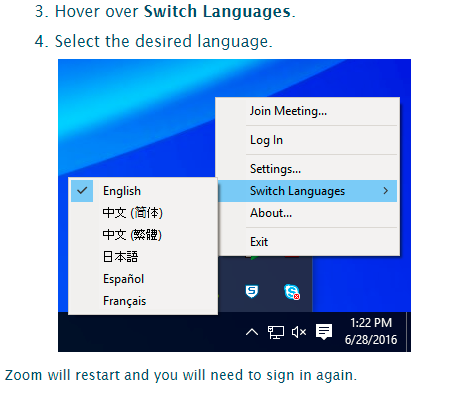 3. Hover over Switch Languages.
4. Select the desired language.
Join Meeting...
Log In
Settings...
Switch Languages
About...
Exit
English
中文 (简体)
中文 (繁體)
日本語
Español
Français
1:22 PM
6/28/2016
Zoom will restart and you will need to sign in again.